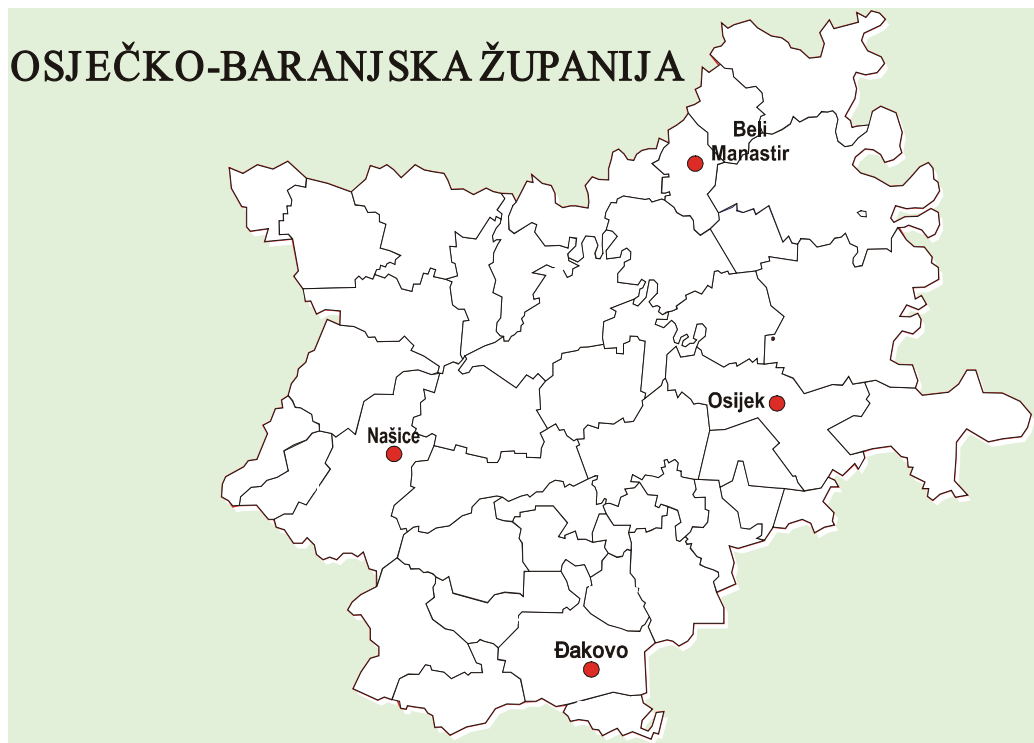 OSJEČKO-BARANJSKA ŽUPANIJA
Beli
Manastir
Osijek
Našice
Đakovo